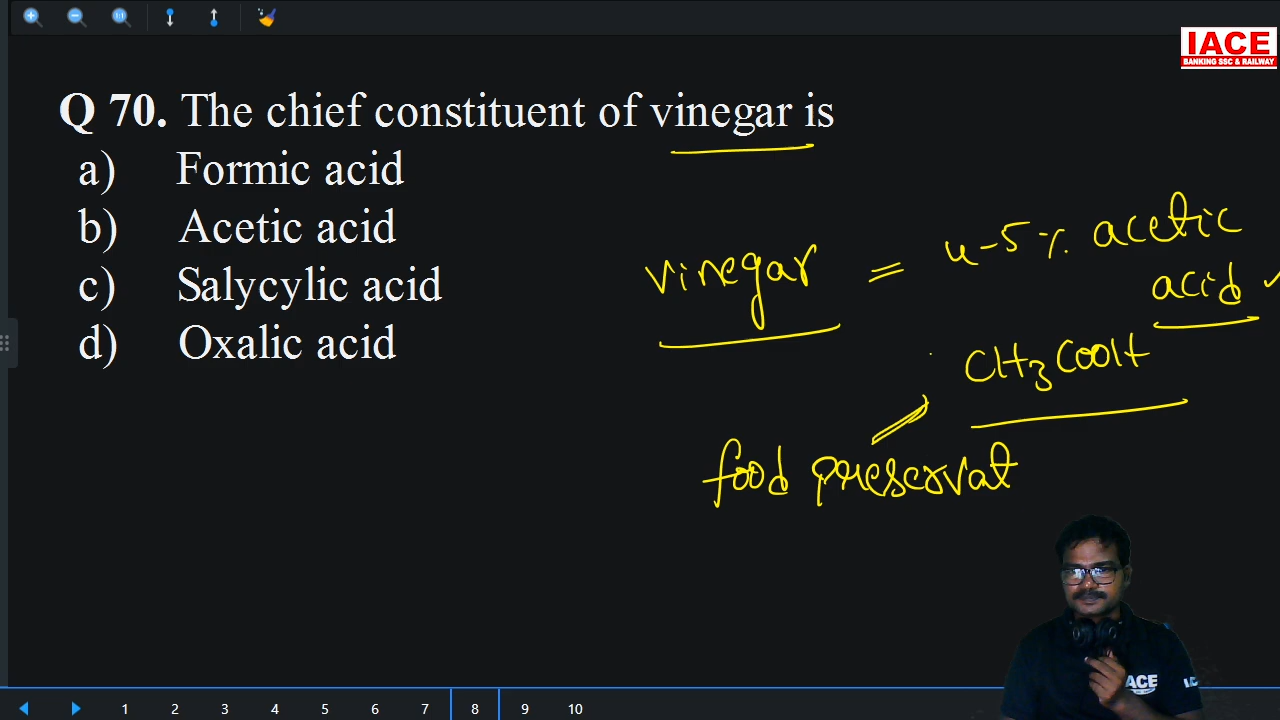 IACE
BANKING SSC & RAILWAY
Q 70. The chief constituent of vinegar is
a) Formic acid
b) Acetic acid
c) Salycylic acid
d) Oxalic acid
vinegar = 4-5% acetic
acid ✓
CH3COOH
food preservat
ACE
1 2 3 4 5 6 7 8 9 10